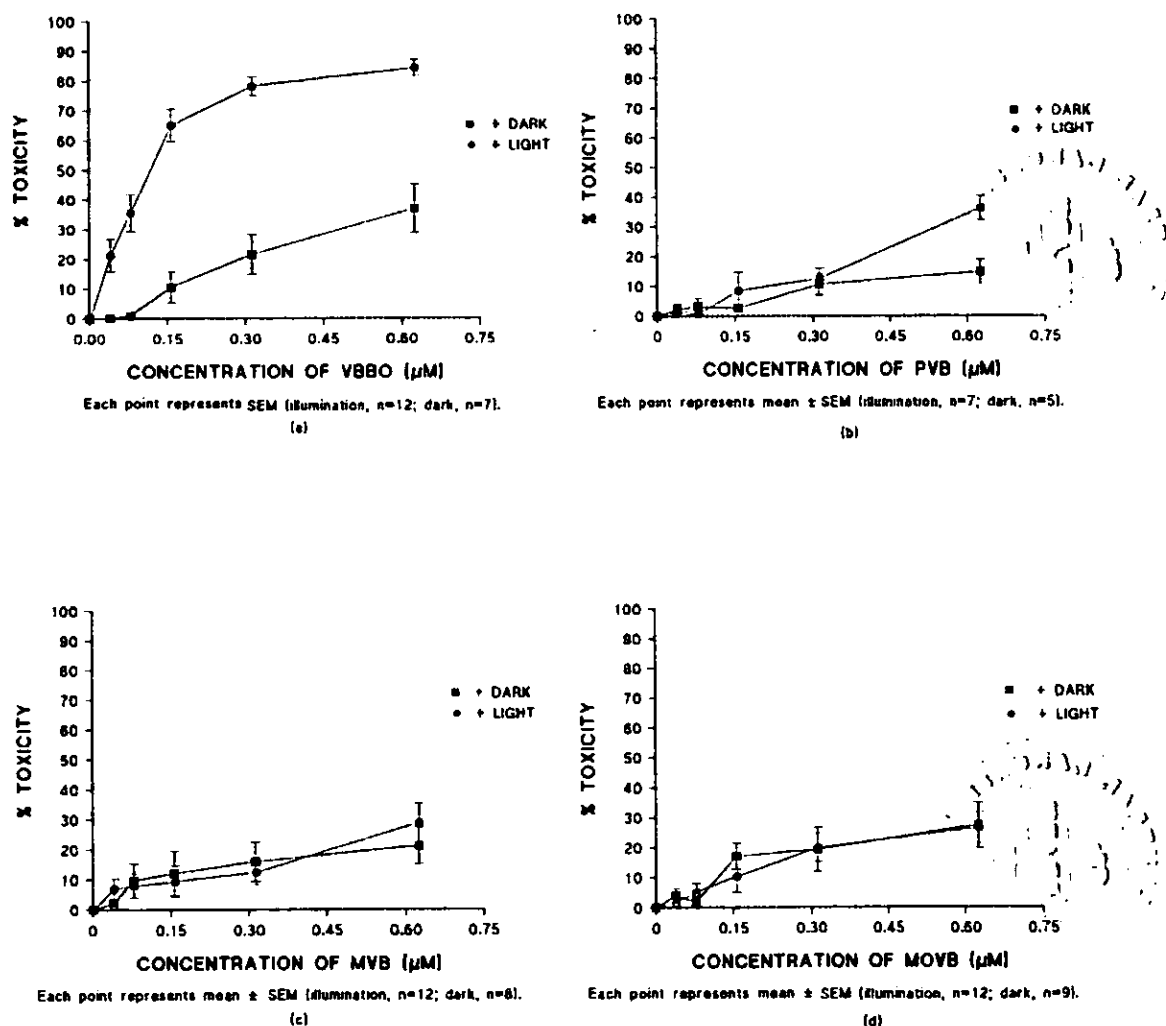 100
90
80
70
60
50
40
30
20
10
0
% TOXICITY
■ + DARK
● + LIGHT
0.00 0.15 0.30 0.45 0.60 0.75
CONCENTRATION OF VBBO (µM)
Each point represents SEM (illumination, n=12; dark, n=7).
(a)
100
90
80
70
60
50
40
30
20
10
0
% TOXICITY
■ + DARK
● + LIGHT
0 0.15 0.30 0.45 0.60 0.75
CONCENTRATION OF PVB (µM)
Each point represents mean ± SEM (illumination, n=7; dark, n=5).
(b)
100
90
80
70
60
50
40
30
20
10
0
% TOXICITY
■ + DARK
● + LIGHT
0 0.15 0.30 0.45 0.60 0.75
CONCENTRATION OF MVB (µM)
Each point represents mean ± SEM (illumination, n=12; dark, n=8).
(c)
100
90
80
70
60
50
40
30
20
10
0
% TOXICITY
■ + DARK
● + LIGHT
0 0.15 0.30 0.45 0.60 0.75
CONCENTRATION OF MOVB (µM)
Each point represents mean ± SEM (illumination, n=12; dark, n=9).
(d)